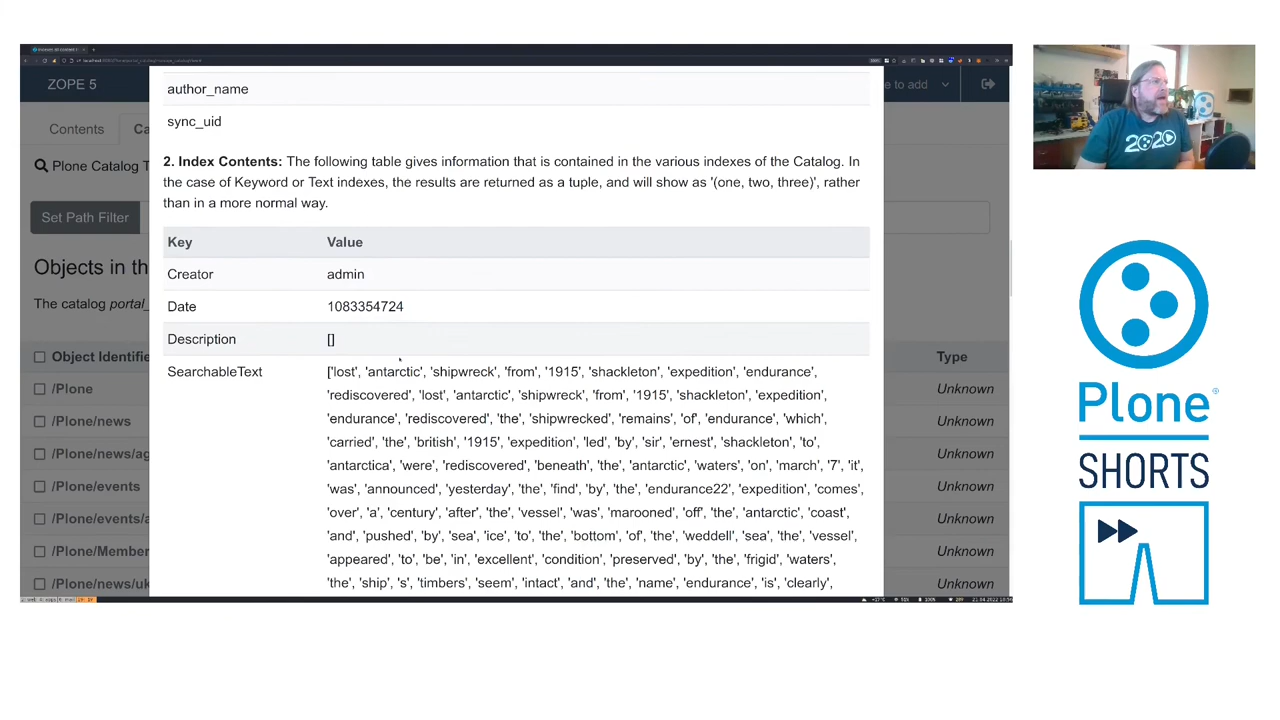 ZOPE 5
e to add
Contents
Ca
Plone Catalog T
Set Path Filter
Objects in th
The catalog portal_
Object Identifie
Type
/Plone
Unknown
/Plone/news
Unknown
/Plone/news/ag
Unknown
/Plone/events
Unknown
/Plone/events/a
Unknown
/Plone/Member
Unknown
/Plone/news/uk
Unknown
author_name
sync_uid
2. Index Contents: The following table gives information that is contained in the various indexes of the Catalog. In
the case of Keyword or Text indexes, the results are returned as a tuple, and will show as '(one, two, three)', rather
than in a more normal way.
Key Value
Creator admin
Date 1083354724
Description []
SearchableText ['lost', 'antarctic', 'shipwreck', 'from', '1915', 'shackleton', 'expedition', 'endurance',
'rediscovered', 'lost', 'antarctic', 'shipwreck', 'from', '1915', 'shackleton', 'expedition',
'endurance', 'rediscovered', 'the', 'shipwrecked', 'remains', 'of', 'endurance', 'which',
'carried', 'the', 'british', '1915', 'expedition', 'led', 'by', 'sir', 'ernest', 'shackleton', 'to',
'antarctica', 'were', 'rediscovered', 'beneath', 'the', 'antarctic', 'waters', 'on', 'march', '7', 'it',
'was', 'announced', 'yesterday', 'the', 'find', 'by', 'the', 'endurance22', 'expedition', 'comes',
'over', 'a', 'century', 'after', 'the', 'vessel', 'was', 'marooned', 'off', 'the', 'antarctic', 'coast',
'and', 'pushed', 'by', 'sea', 'ice', 'to', 'the', 'bottom', 'of', 'the', 'weddell', 'sea', 'the', 'vessel',
'appeared', 'to', 'be', 'in', 'excellent', 'condition', 'preserved', 'by', 'the', 'frigid', 'waters',
'the', 'ship', 's', 'timbers', 'seem', 'intact', 'and', 'the', 'name', 'endurance', 'is', 'clearly',
2020
Plone®
SHORTS